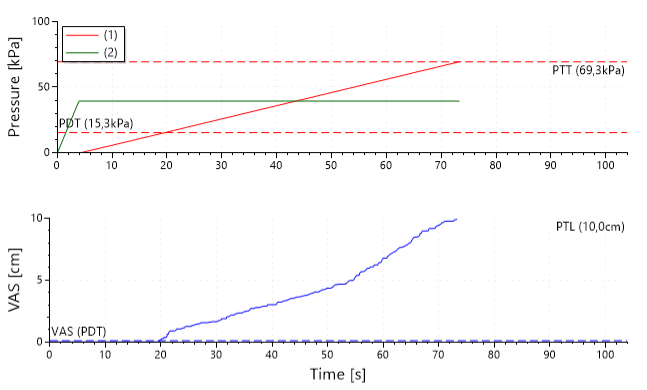 100
(1)
(2)
PTT (69,3kPa)
Pressure [kPa]
50
PDT (15,3kPa)
0
0 10 20 30 40 50 60 70 80 90 100
10
PTL (10,0cm)
VAS [cm]
5
VAS (PDT)
0
0 10 20 30 40 50 60 70 80 90 100
Time [s]